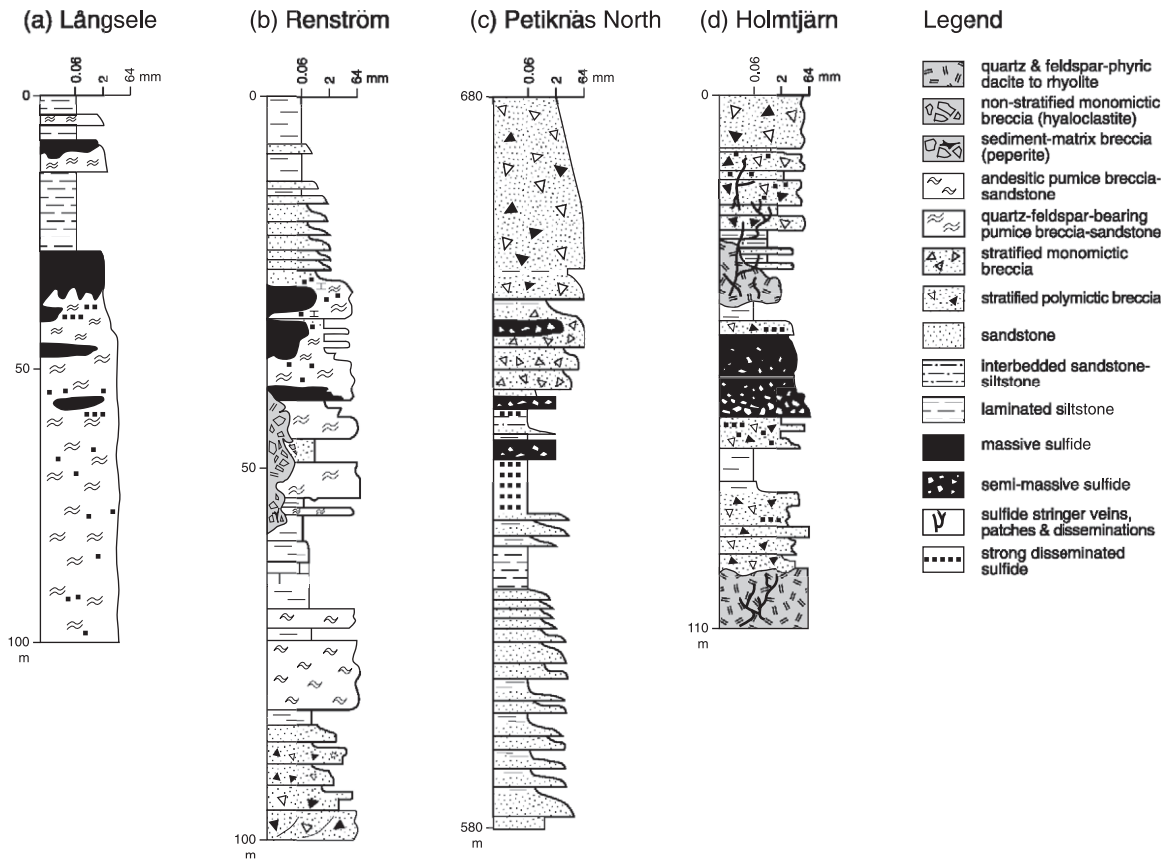 (a) Långsele
(b) Renström
(c) Petiknäs North
(d) Holmtjärn
Legend
0.06
2
64
mm
0
50
100
m
0.06
2
64
mm
0
50
100
m
0.06
2
64
mm
680
580
m
0.06
2
64
mm
0
110
m
quartz & feldspar-phyric
dacite to rhyolite
non-stratified monomictic
breccia (hyaloclastite)
sediment-matrix breccia
(peperite)
andesitic pumice breccia-
sandstone
quartz-feldspar-bearing
pumice breccia-sandstone
stratified monomictic
breccia
stratified polymictic breccia
sandstone
interbedded sandstone-
siltstone
laminated siltstone
massive sulfide
semi-massive sulfide
sulfide stringer veins,
patches & disseminations
strong disseminated
sulfide